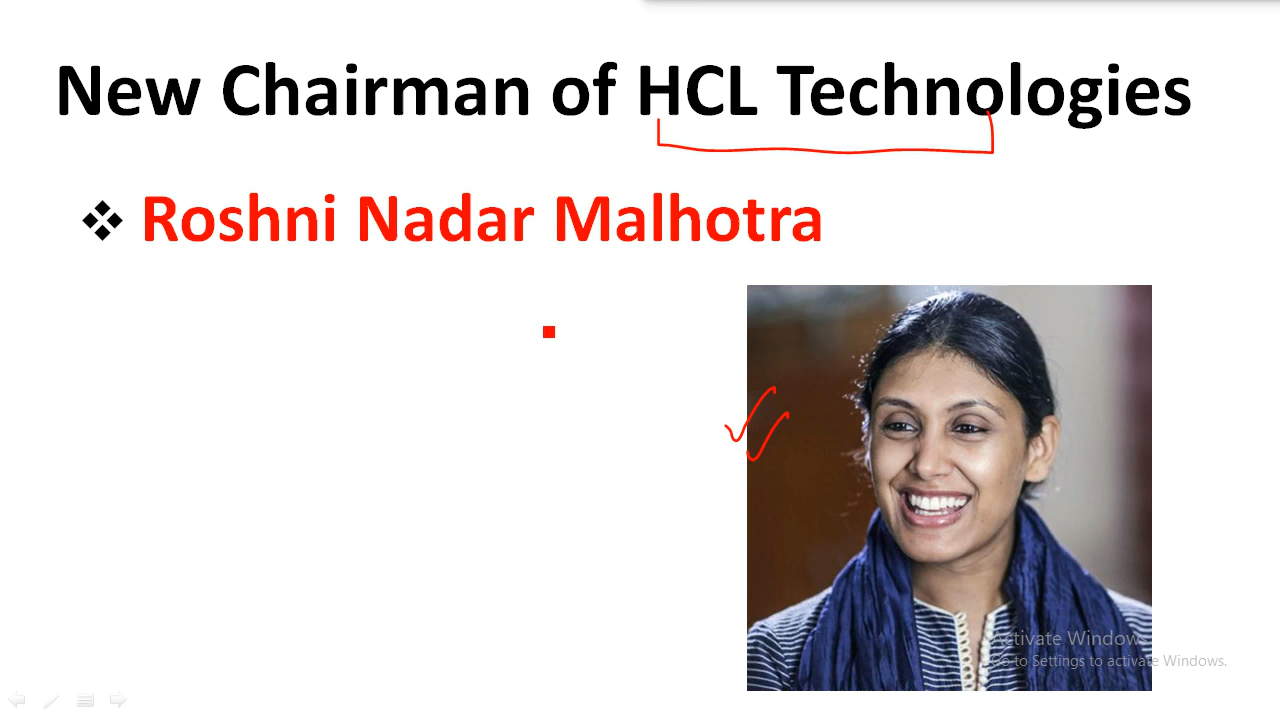 New Chairman of HCL Technologies
Roshni Nadar Malhotra
Activate Windows
Go to Settings to activate Windows.